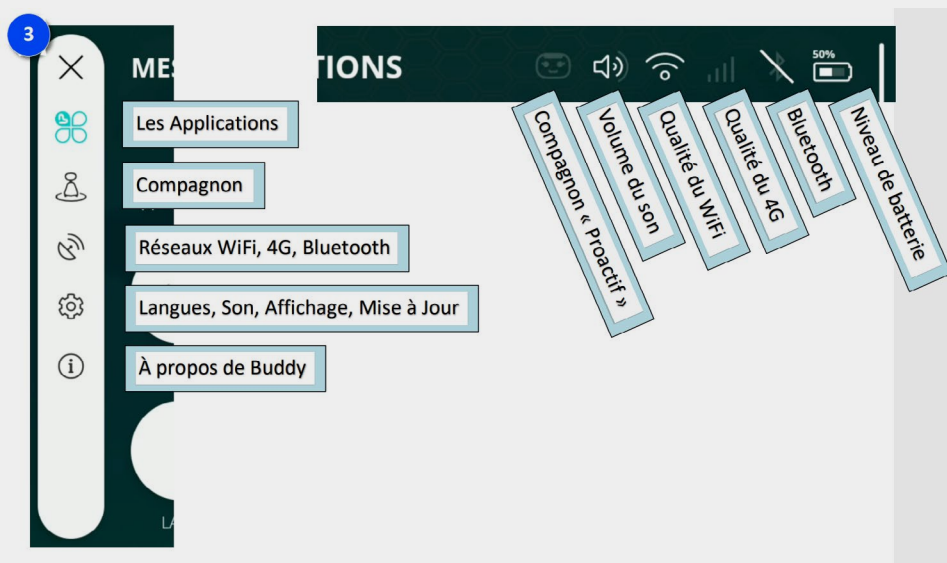 3
MES
TIONS
50%
Les Applications
Compagnon
Réseaux WiFi, 4G, Bluetooth
Langues, Son, Affichage, Mise à Jour
À propos de Buddy
Compagnon « Proactif »
Volume du son
Qualité du WiFi
Qualité du 4G
Bluetooth
Niveau de batterie